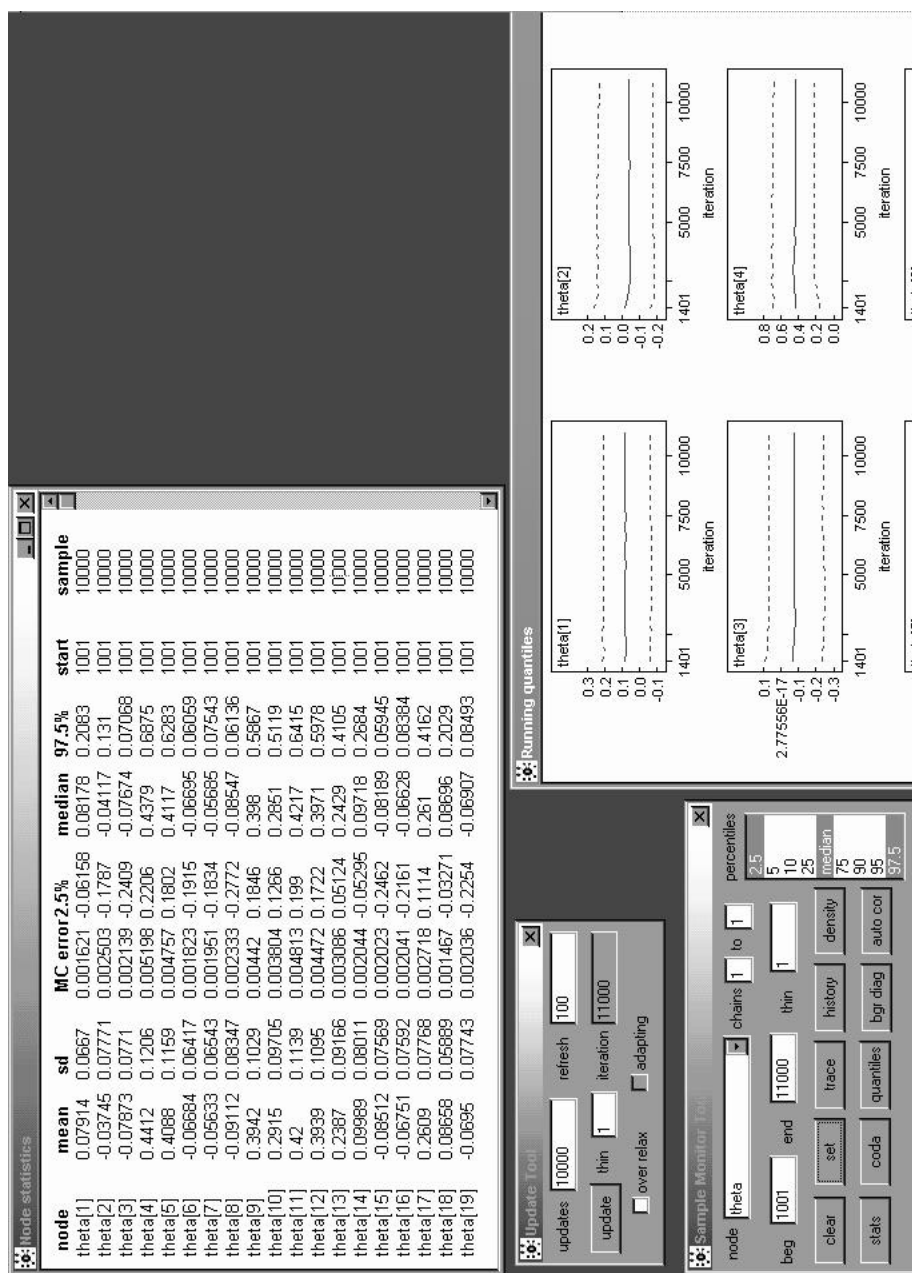 Node statistics
node mean sd MC error 2.5% median 97.5% start sample
theta[1] 0.07914 0.0667 0.001621 -0.06158 0.08178 0.2083 1001 10000
theta[2] -0.03745 0.07771 0.002503 -0.1787 -0.04117 0.131 1001 10000
theta[3] -0.07873 0.0771 0.002139 -0.2409 -0.07674 0.07068 1001 10000
theta[4] 0.4412 0.1206 0.005198 0.2206 0.4379 0.6875 1001 10000
theta[5] 0.4088 0.1159 0.004757 0.1802 0.4117 0.6283 1001 10000
theta[6] -0.06684 0.06417 0.001823 -0.1915 -0.06695 0.06059 1001 10000
theta[7] -0.05633 0.06543 0.001951 -0.1834 -0.05685 0.07543 1001 10000
theta[8] -0.09112 0.08347 0.002333 -0.2772 -0.08547 0.06136 1001 10000
theta[9] 0.3942 0.1029 0.00442 0.1846 0.398 0.5867 1001 10000
theta[10] 0.2915 0.09705 0.003804 0.1266 0.2851 0.5119 1001 10000
theta[11] 0.42 0.1139 0.004813 0.199 0.4217 0.6415 1001 10000
theta[12] 0.3939 0.1095 0.004472 0.1722 0.3971 0.5978 1001 10000
theta[13] 0.2387 0.09166 0.003086 0.05124 0.2429 0.4105 1001 10000
theta[14] 0.09989 0.08011 0.002044 -0.05295 0.09718 0.2684 1001 10000
theta[15] -0.08512 0.07569 0.002023 -0.2462 -0.08189 0.05945 1001 10000
theta[16] -0.06751 0.07592 0.002041 -0.2161 -0.06628 0.08384 1001 10000
theta[17] 0.2609 0.07768 0.002718 0.1114 0.261 0.4162 1001 10000
theta[18] 0.08658 0.05889 0.001467 -0.03271 0.08696 0.2029 1001 10000
theta[19] -0.0695 0.07743 0.002036 -0.2254 -0.06907 0.08493 1001 10000
Update Tool
updates 10000 refresh 100
update thin 1 iteration 11000
over relax adapting
Sample Monitor Tool
node theta chains 1 to 1 percentiles
beg 1001 end 11000 thin 1
2.5
5
10
25
median
75
90
95
97.5
clear set trace history density
stats coda quantiles bgr diag auto cor
Running quantiles
theta[1]
0.3
0.2
0.1
0.0
-0.1
1401 5000 7500 10000
iteration
theta[2]
0.2
0.1
0.0
-0.1
-0.2
1401 5000 7500 10000
iteration
theta[3]
0.1
2.77556E-17
-0.1
-0.2
-0.3
1401 5000 7500 10000
iteration
theta[4]
0.8
0.6
0.4
0.2
0.0
1401 5000 7500 10000
iteration